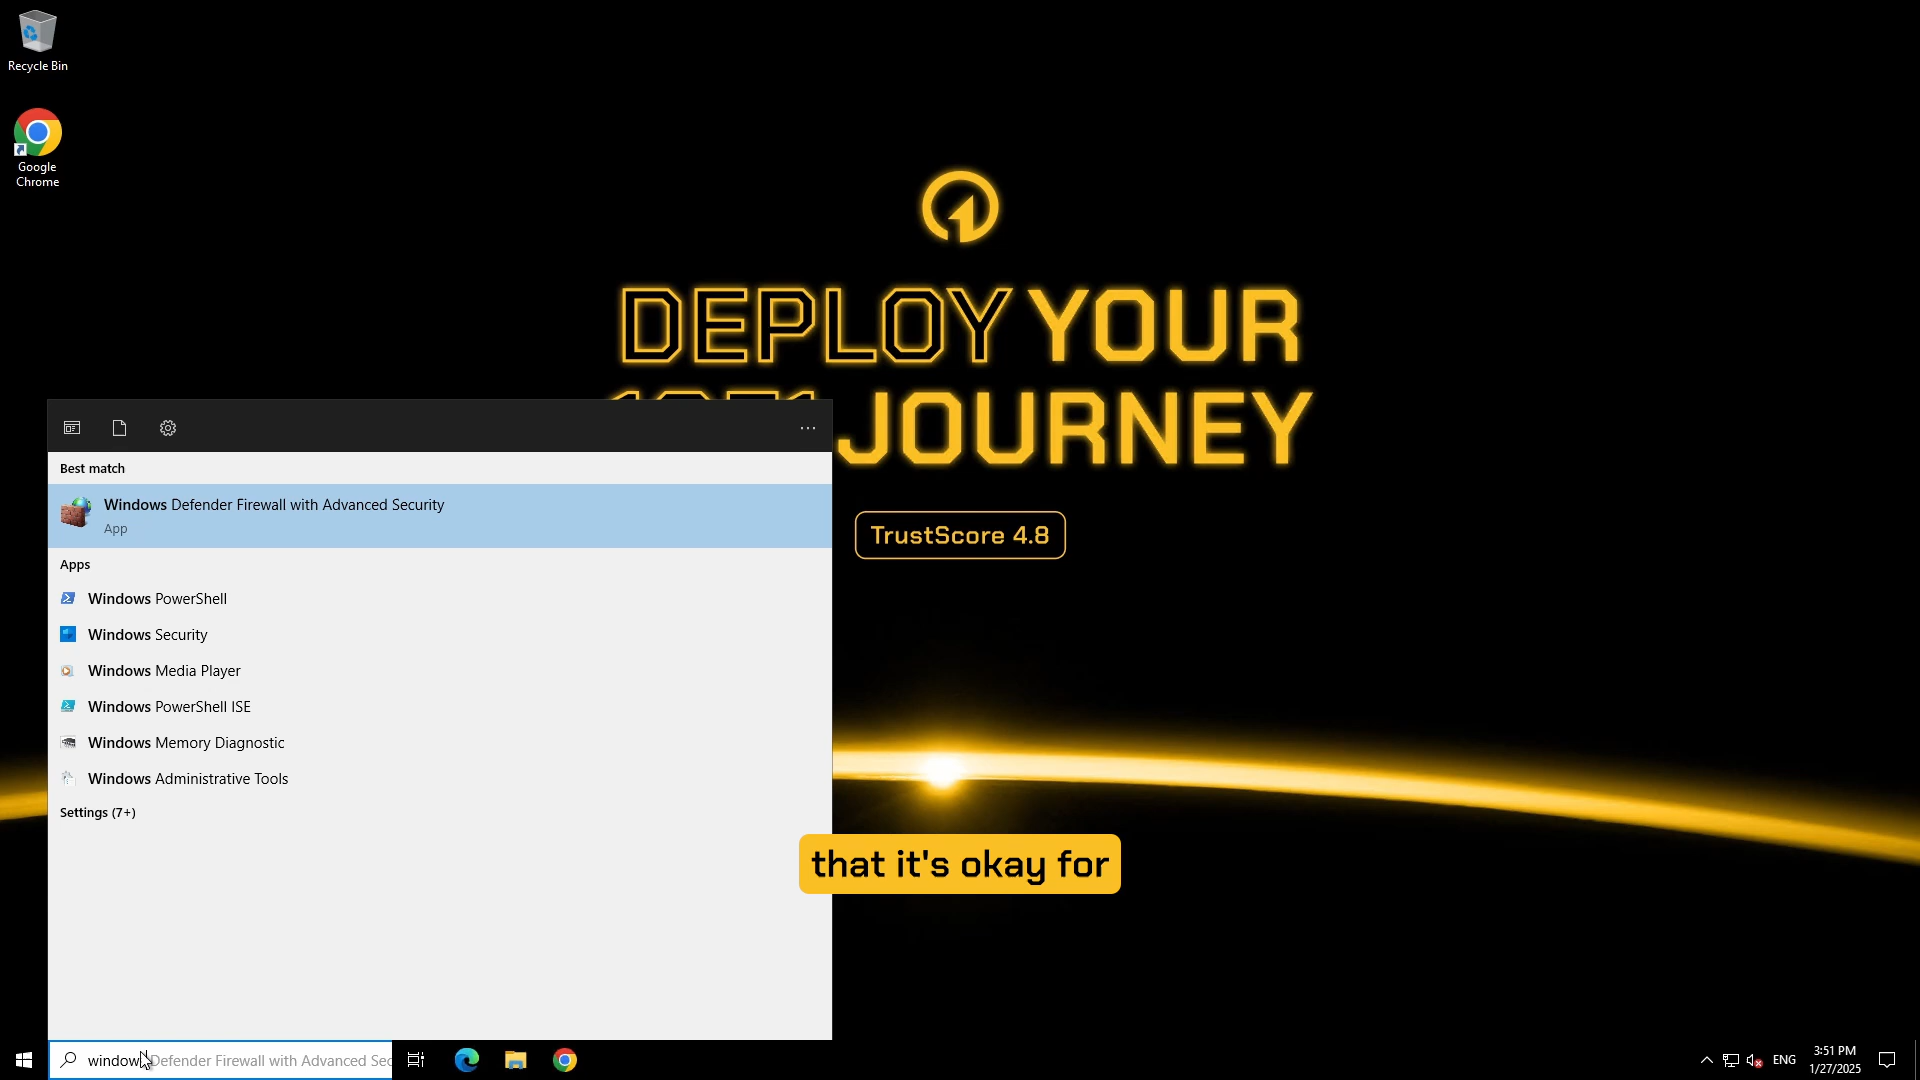 Recycle Bin
Google
Chrome
DEPLOY YOUR
JOURNEY
TrustScore 4.8
Best match
Windows Defender Firewall with Advanced Security
App
Apps
Windows PowerShell
Windows Security
Windows Media Player
Windows PowerShell ISE
Windows Memory Diagnostic
Windows Administrative Tools
Settings (7+)
that it's okay for
window Defender Firewall with Advanced Sec
ENG
3:51 PM
1/27/2025